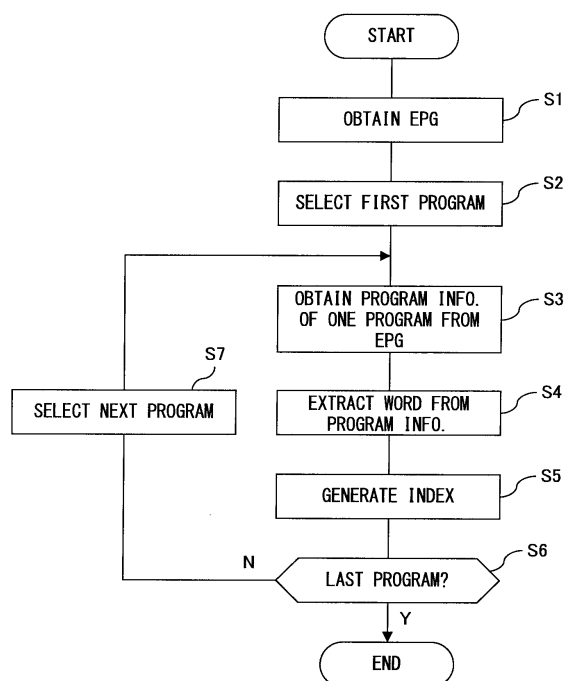 START
S1
OBTAIN EPG
S2
SELECT FIRST PROGRAM
S3
OBTAIN PROGRAM INFO.
OF ONE PROGRAM FROM
EPG
S7
SELECT NEXT PROGRAM
S4
EXTRACT WORD FROM
PROGRAM INFO.
S5
GENERATE INDEX
S6
N
LAST PROGRAM?
Y
END